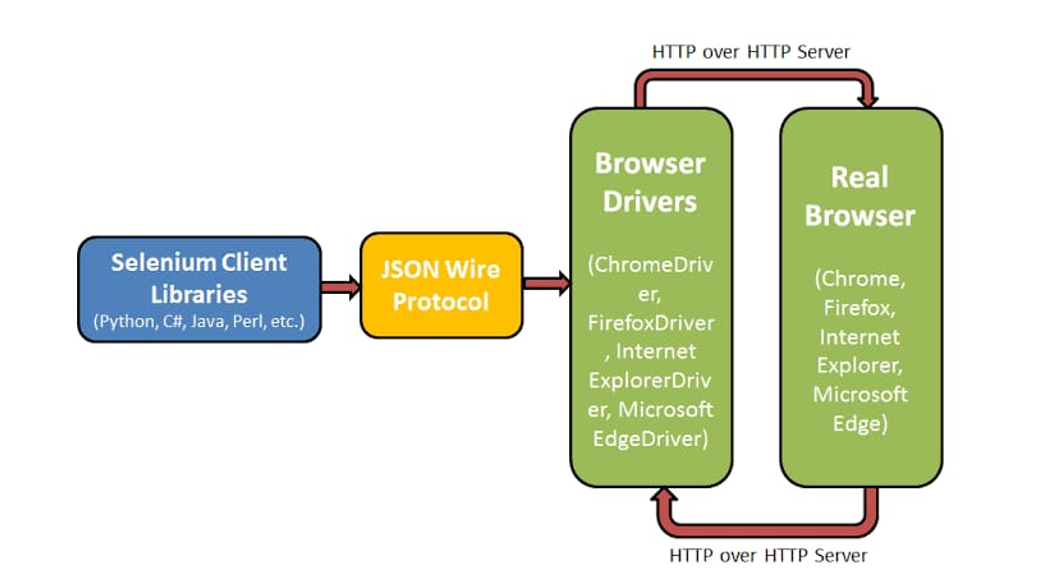 HTTP over HTTP Server
Browser
Drivers
(ChromeDriv
er,
FirefoxDriver
, Internet
ExplorerDriv
er, Microsoft
EdgeDriver)
Real
Browser
(Chrome,
Firefox,
Internet
Explorer,
Microsoft
Edge)
Selenium Client
Libraries
(Python, C#, Java, Perl, etc.)
JSON Wire
Protocol
HTTP over HTTP Server